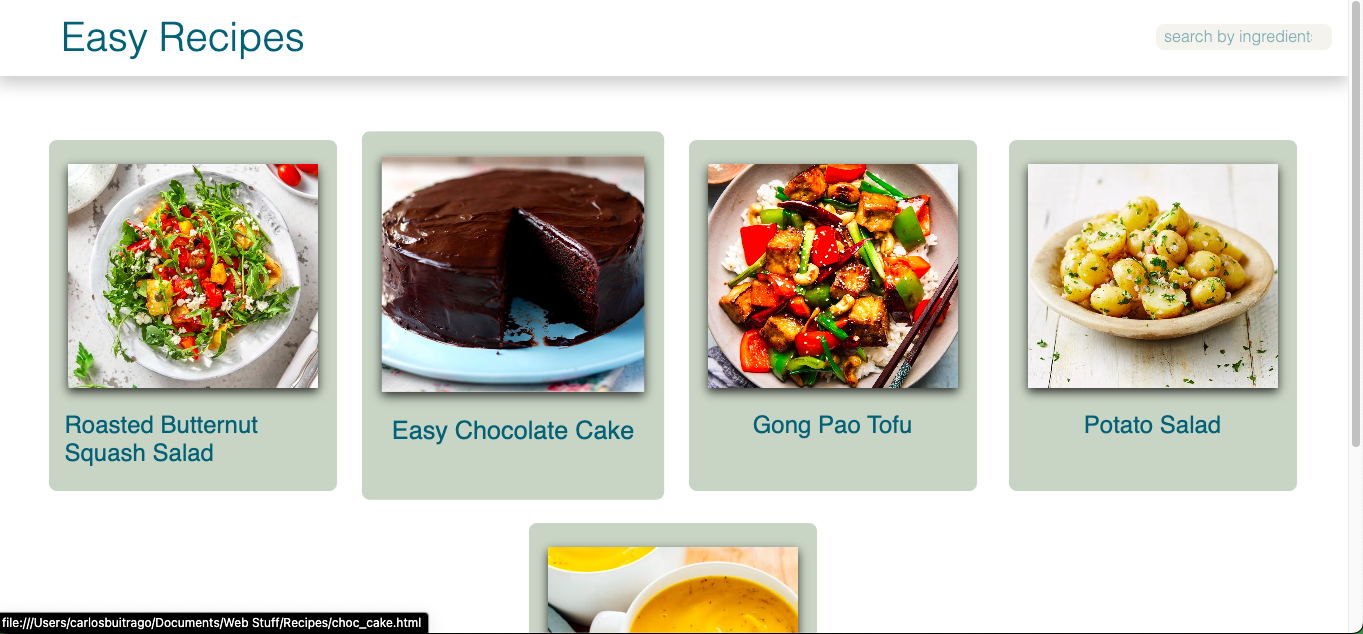 Easy Recipes
search by ingredient
Roasted Butternut
Squash Salad
Easy Chocolate Cake
Gong Pao Tofu
Potato Salad
file:///Users/carlosbuitrago/Documents/Web Stuff/Recipes/choc_cake.html